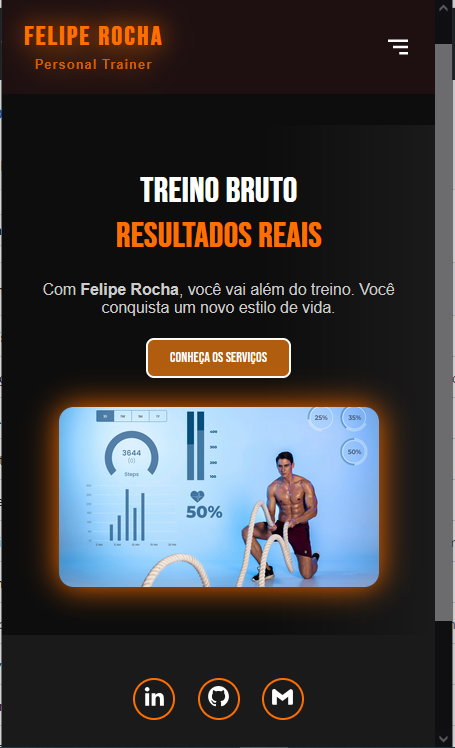 FELIPE ROCHA
Personal Trainer
TREINO BRUTO
RESULTADOS REAIS
Com Felipe Rocha, você vai além do treino. Você
conquista um novo estilo de vida.
CONHEÇA OS SERVIÇOS
25%
35%
50%
3644
Steps
50%